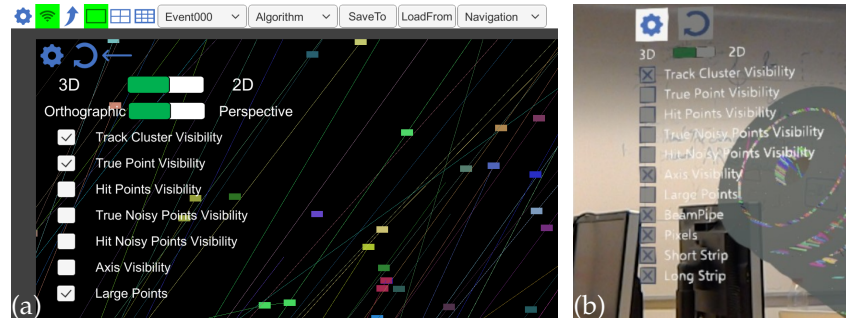 Event000 Algorithm SaveTo LoadFrom Navigation
3D 2D
Orthographic Perspective
Track Cluster Visibility
True Point Visibility
Hit Points Visibility
True Noisy Points Visibility
Hit Noisy Points Visibility
Axis Visibility
Large Points
(a)
3D 2D
Track Cluster Visibility
True Point Visibility
Hit Points Visibility
True Noisy Points Visibility
Hit Noisy Points Visibility
Axis Visibility
Large Points
BeamPipe
Pixels
Short Strip
Long Strip
(b)